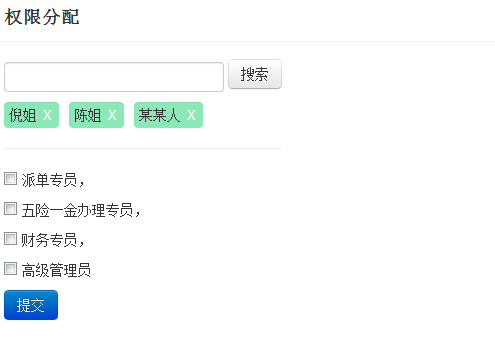 权限分配
搜索
倪姐 X 陈姐 X 某某人 X
派单专员，
五险一金办理专员，
财务专员，
高级管理员
提交